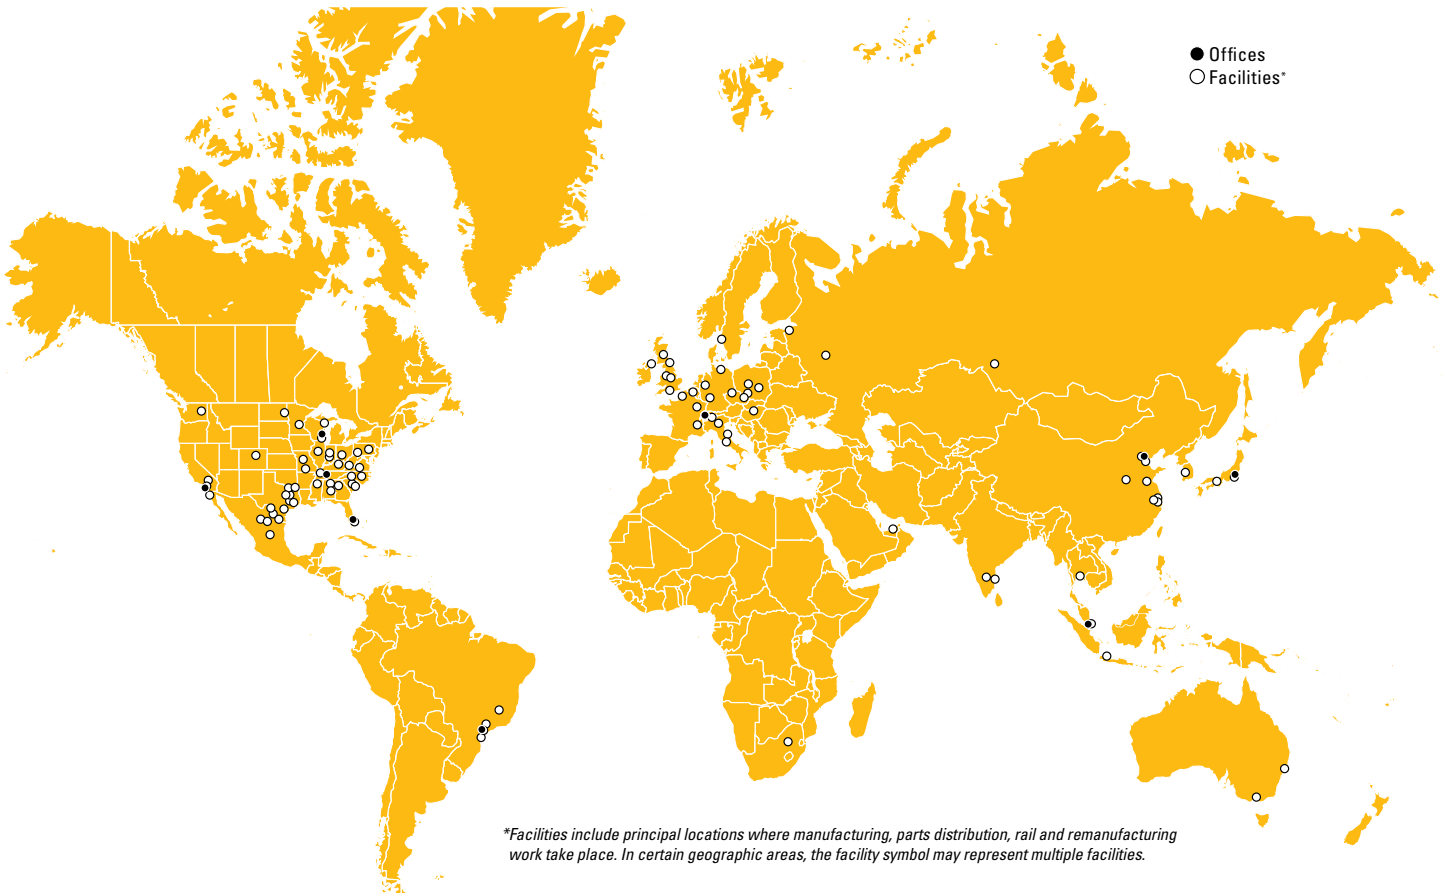 Offices
Facilities*
*Facilities include principal locations where manufacturing, parts distribution, rail and remanufacturing
work take place. In certain geographic areas, the facility symbol may represent multiple facilities.